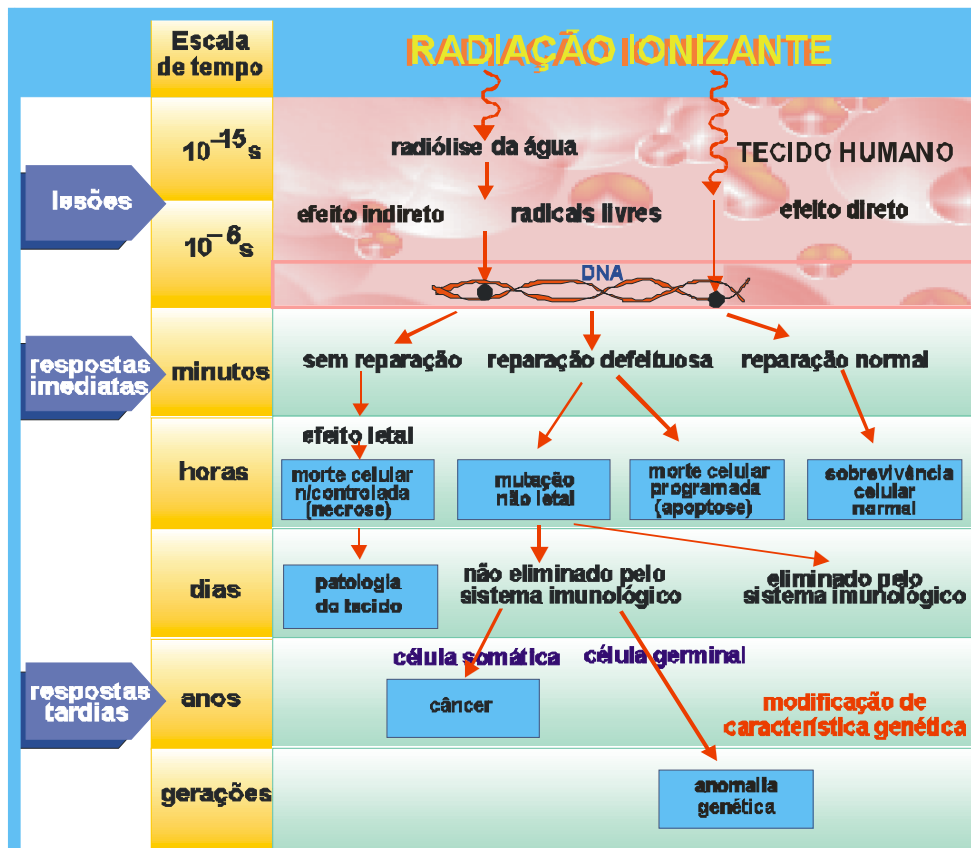 Escala
de tempo
RADIAÇÃO IONIZANTE
10⁻¹⁵ s
radiólise da água
TECIDO HUMANO
lesões
efeito indireto
radicais livres
efeito direto
10⁻⁶ s
DNA
respostas
imediatas
minutos
sem reparação
reparação defeituosa
reparação normal
horas
efeito letal
morte celular
n/controlada
(necrose)
mutação
não letal
morte celular
programada
(apoptose)
sobrevivência
celular
normal
dias
patologia
do tecido
não eliminado pelo
sistema imunológico
eliminado pelo
sistema imunológico
respostas
tardias
anos
célula somática
célula germinal
câncer
modificação de
característica genética
gerações
anomalia
genética